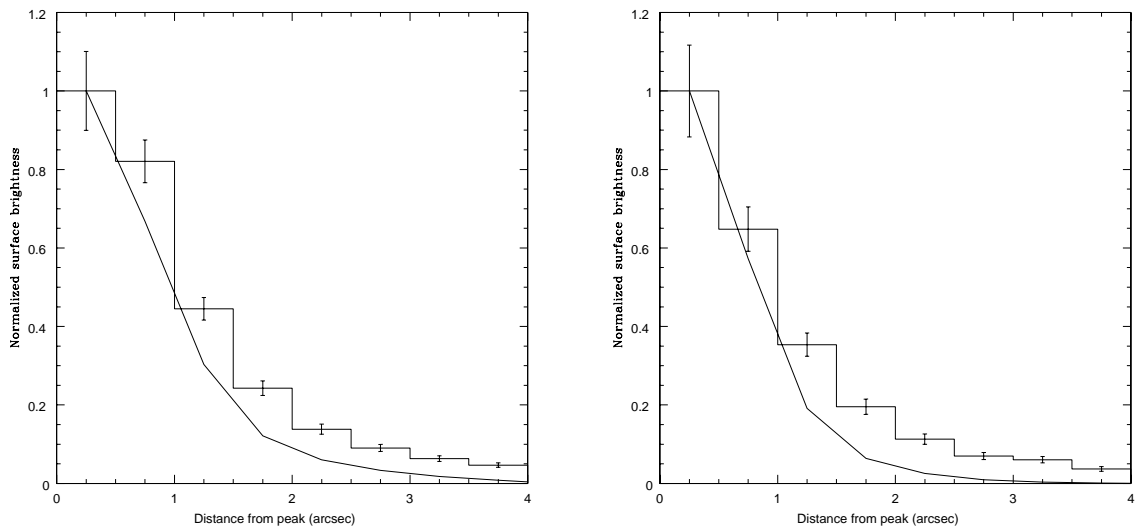 1.2
1
0.8
0.6
0.4
0.2
0
Normalized surface brightness
0 1 2 3 4
Distance from peak (arcsec)
1.2
1
0.8
0.6
0.4
0.2
0
Normalized surface brightness
0 1 2 3 4
Distance from peak (arcsec)